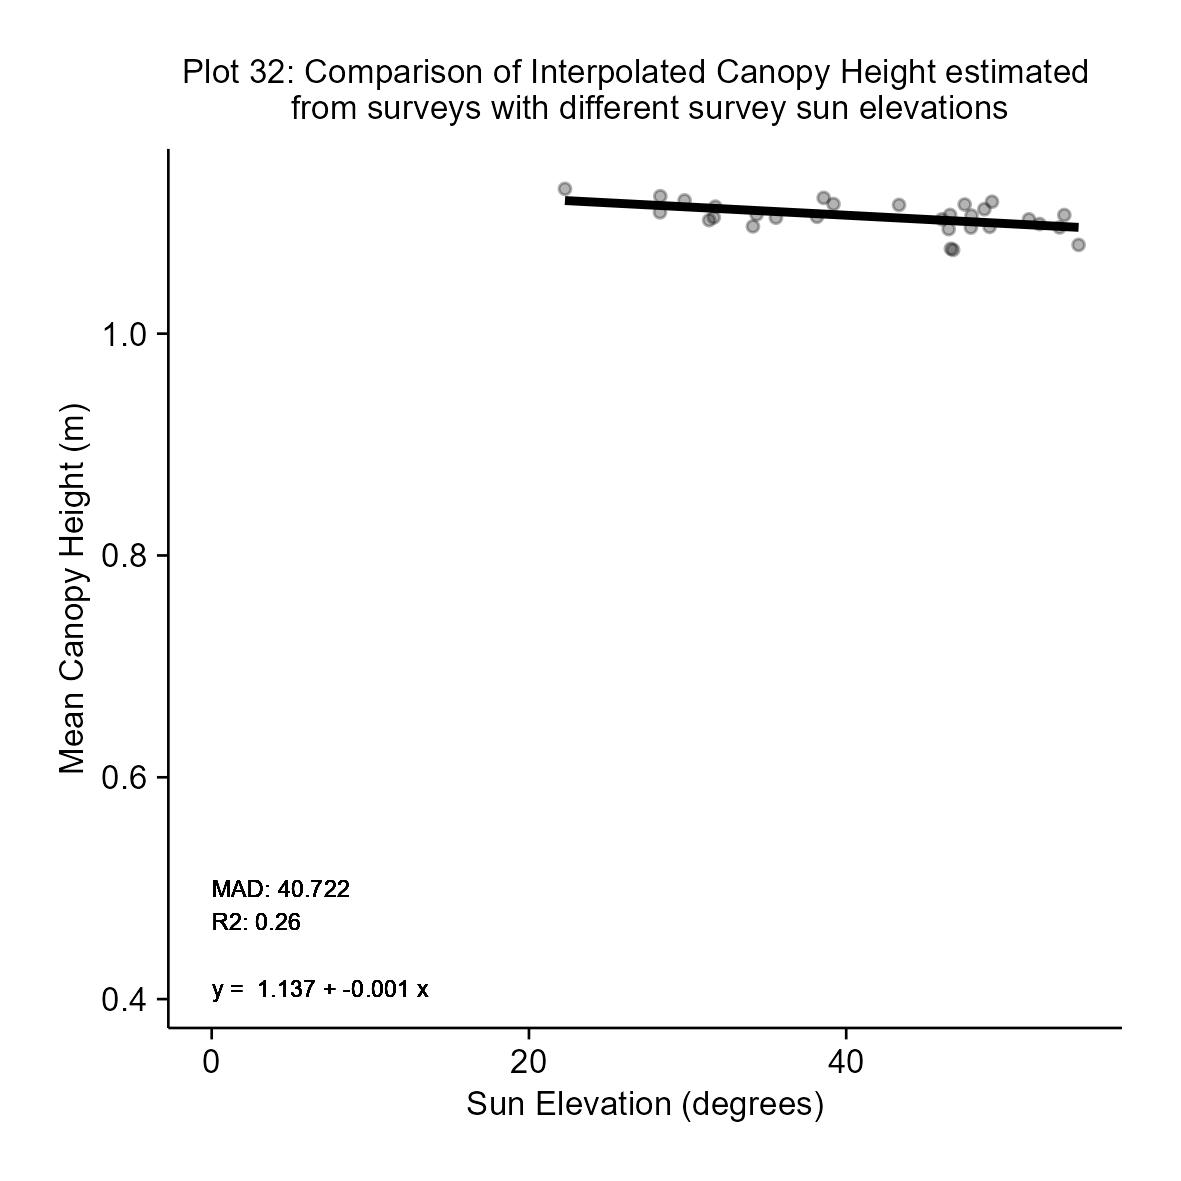 Plot 32: Comparison of Interpolated Canopy Height estimated
from surveys with different survey sun elevations
Mean Canopy Height (m)
1.0
0.8
0.6
0.4
MAD: 40.722
R2: 0.26
y =  1.137 + -0.001 x
0
20
40
Sun Elevation (degrees)